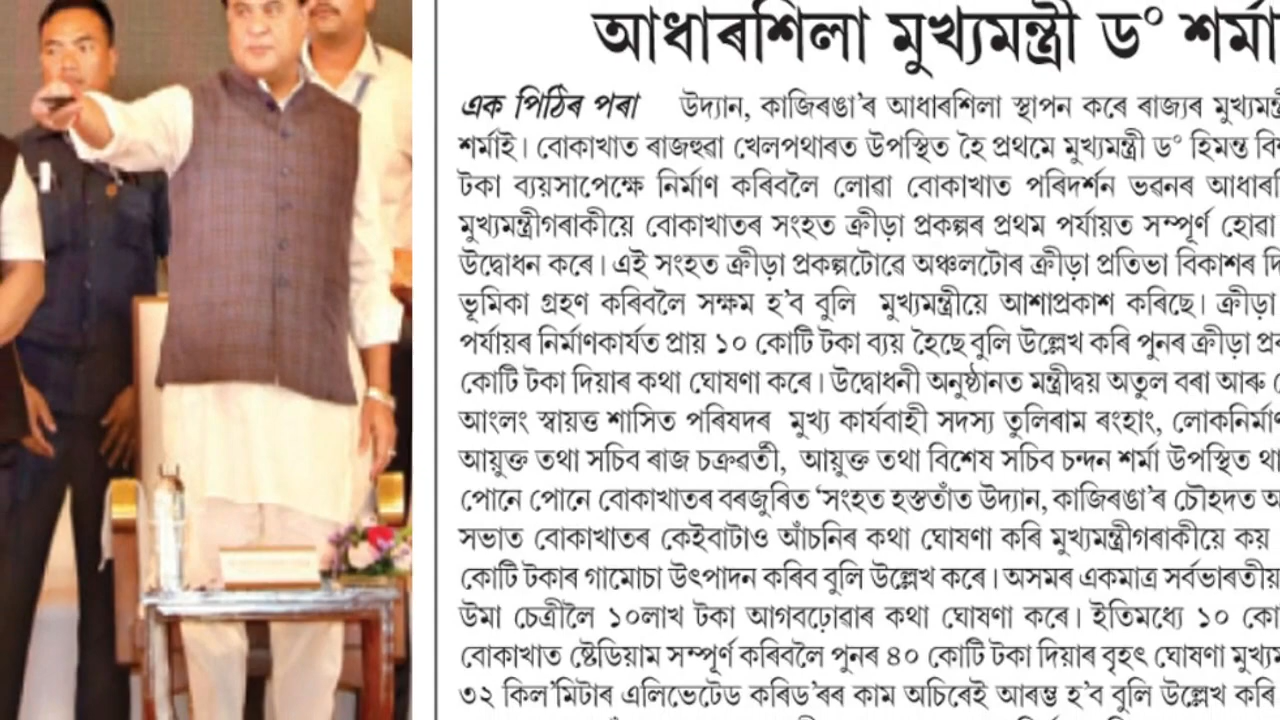 আধাৰশিলা মুখ্যমন্ত্ৰী ড° শৰ্মা
এক পিঠিৰ পৰা উদ্যান, কাজিৰঙা'ৰ আধাৰশিলা স্থাপন কৰে ৰাজ্যৰ
শৰ্মাই। বোকাখাত ৰাজহুৱা খেলপথাৰত উপস্থিত হৈ প্ৰথমে মুখ্যমন্ত্ৰী ড° হিমন্ত
টকা ব্যয়সাপেক্ষে নিৰ্মাণ কৰিবলৈ লোৱা বোকাখাত পৰিদৰ্শন ভৱনৰ
মুখ্যমন্ত্ৰীগৰাকীয়ে বোকাখাতৰ সংহত ক্ৰীড়া প্ৰকল্পৰ প্ৰথম পৰ্যায়ত সম্পূৰ্ণ হোৱা
উদ্বোধন কৰে। এই সংহত ক্ৰীড়া প্ৰকল্পটোৱে অঞ্চলটোৰ ক্ৰীড়া প্ৰতিভা বিকাশৰ
ভূমিকা গ্ৰহণ কৰিবলৈ সক্ষম হ'ব বুলি মুখ্যমন্ত্ৰীয়ে আশাপ্ৰকাশ কৰিছে। ক্ৰীড়া
পৰ্যায়ৰ নিৰ্মাণকাৰ্যত প্ৰায় ১০ কোটি টকা ব্যয় হৈছে বুলি উল্লেখ কৰি পুনৰ ক্ৰীড়া
কোটি টকা দিয়াৰ কথা ঘোষণা কৰে। উদ্বোধনী অনুষ্ঠানত মন্ত্ৰীদ্বয় অতুল বৰা আৰু
আংলং স্বায়ত্ত শাসিত পৰিষদৰ মুখ্য কাৰ্যবাহী সদস্য তুলিৰাম ৰংহাং,
আয়ুক্ত তথা সচিব ৰাজ চক্ৰৱৰ্তী, আয়ুক্ত তথা বিশেষ সচিব চন্দন শৰ্মা উপস্থিত
পোনে পোনে বোকাখাতৰ বৰজুৰিত ‘সংহত হস্ততাঁত উদ্যান, কাজিৰঙা'ৰ চৌহদত
সভাত বোকাখাতৰ কেইবাটাও আঁচনিৰ কথা ঘোষণা কৰি মুখ্যমন্ত্ৰীগৰাকীয়ে কয়
কোটি টকাৰ গামোচা উৎপাদন কৰিব বুলি উল্লেখ কৰে। অসমৰ একমাত্ৰ সৰ্বভাৰতীয়
উমা চেত্ৰীলৈ ১০লাখ টকা আগবঢ়োৱাৰ কথা ঘোষণা কৰে। ইতিমধ্যে ১০
বোকাখাত ষ্টেডিয়াম সম্পূৰ্ণ কৰিবলৈ পুনৰ ৪০ কোটি টকা দিয়াৰ বৃহৎ ঘোষণা
৩২ কিল'মিটাৰ এলিভেটেড কৰিড'ৰৰ কাম অচিৰেই আৰম্ভ হ'ব বুলি উল্লেখ কৰি